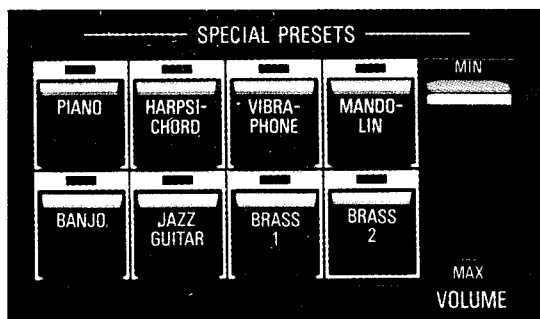 SPECIAL PRESETS
MIN
PIANO
HARPSI-
CHORD
VIBRA-
PHONE
MANDO-
LIN
BANJO
JAZZ
GUITAR
BRASS
1
BRASS
2
MAX
VOLUME